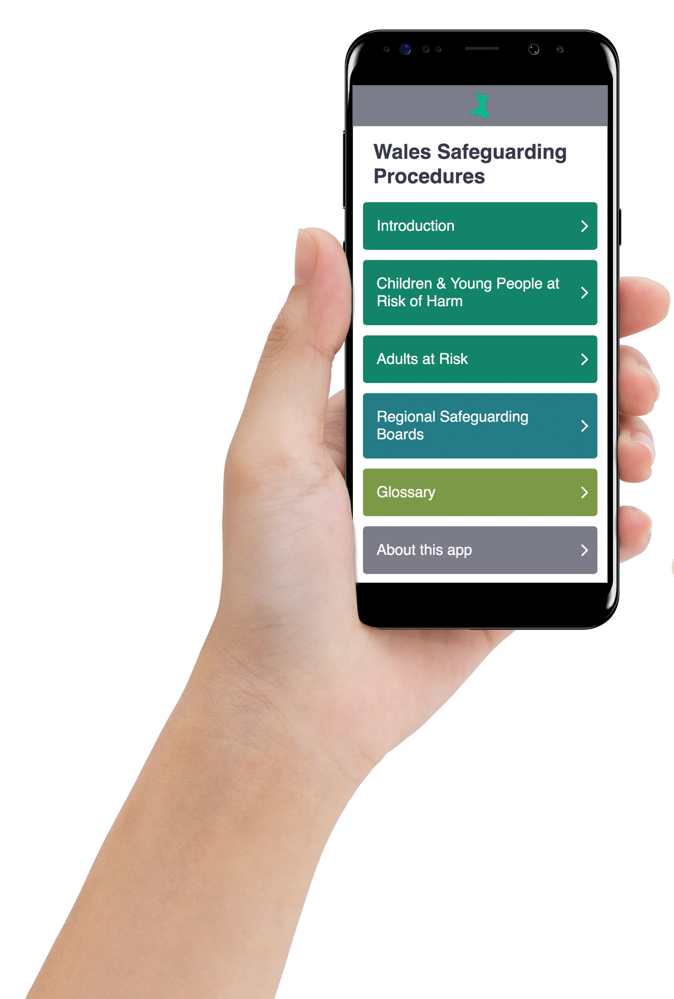 Wales Safeguarding
Procedures
Introduction
Children & Young People at
Risk of Harm
Adults at Risk
Regional Safeguarding
Boards
Glossary
About this app